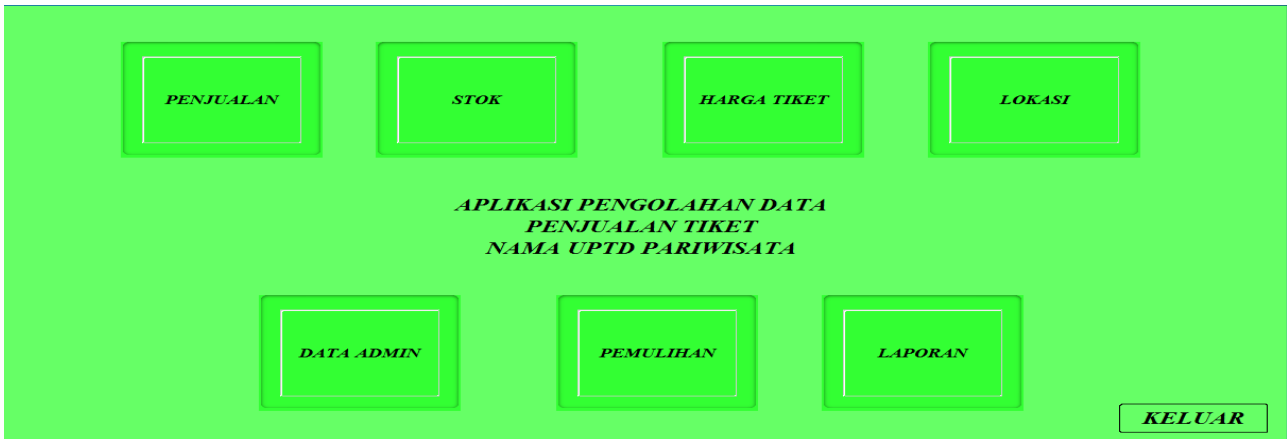 PENJUALAN
STOK
HARGA TIKET
LOKASI
APLIKASI PENGOLAHAN DATA
PENJUALAN TIKET
NAMA UPTD PARIWISATA
DATA ADMIN
PEMULIHAN
LAPORAN
KELUAR